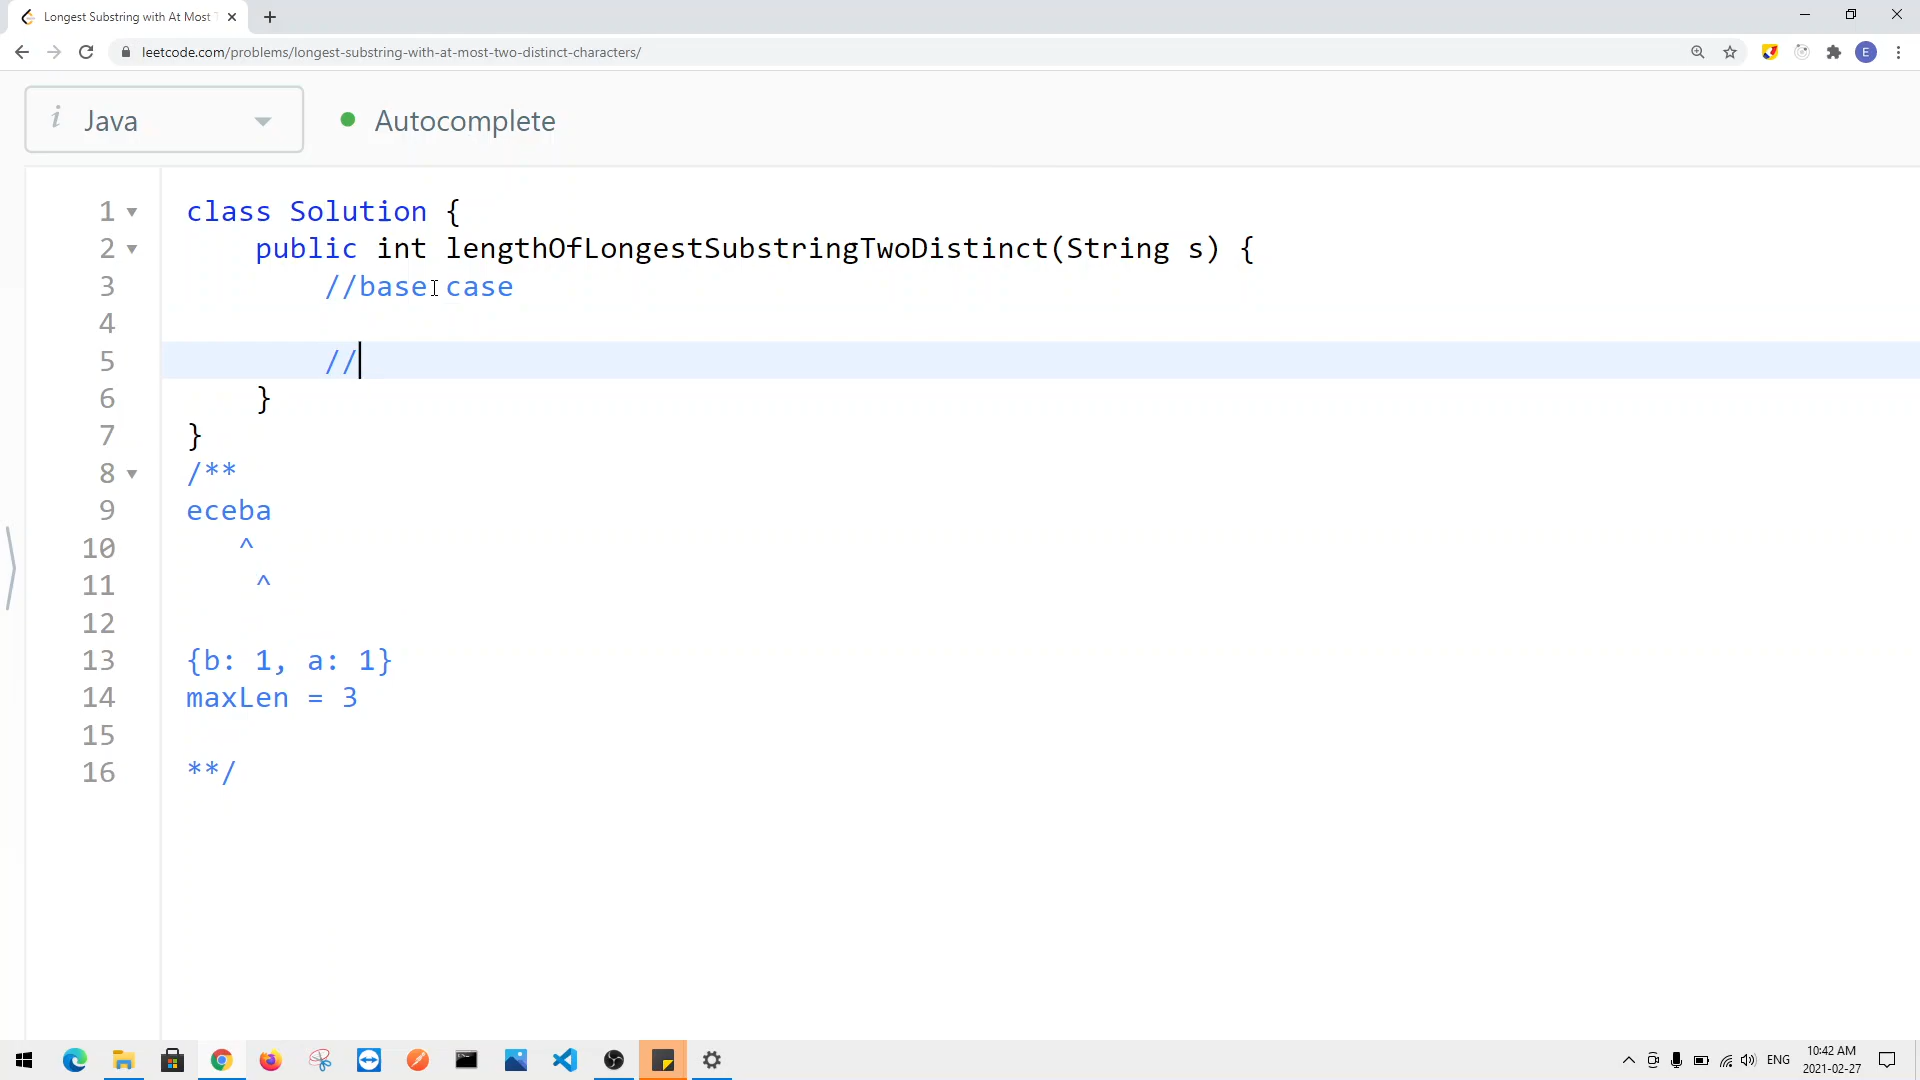 Longest Substring with At Most
leetcode.com/problems/longest-substring-with-at-most-two-distinct-characters/
E
i Java
Autocomplete
1 class Solution {
2 public int lengthOfLongestSubstringTwoDistinct(String s) {
3 //base case
4
5 //
6 }
7 }
8 /**
9 eceba
10 ^
11 ^
12
13 {b: 1, a: 1}
14 maxLen = 3
15
16 **/
ENG
10:42 AM
2021-02-27